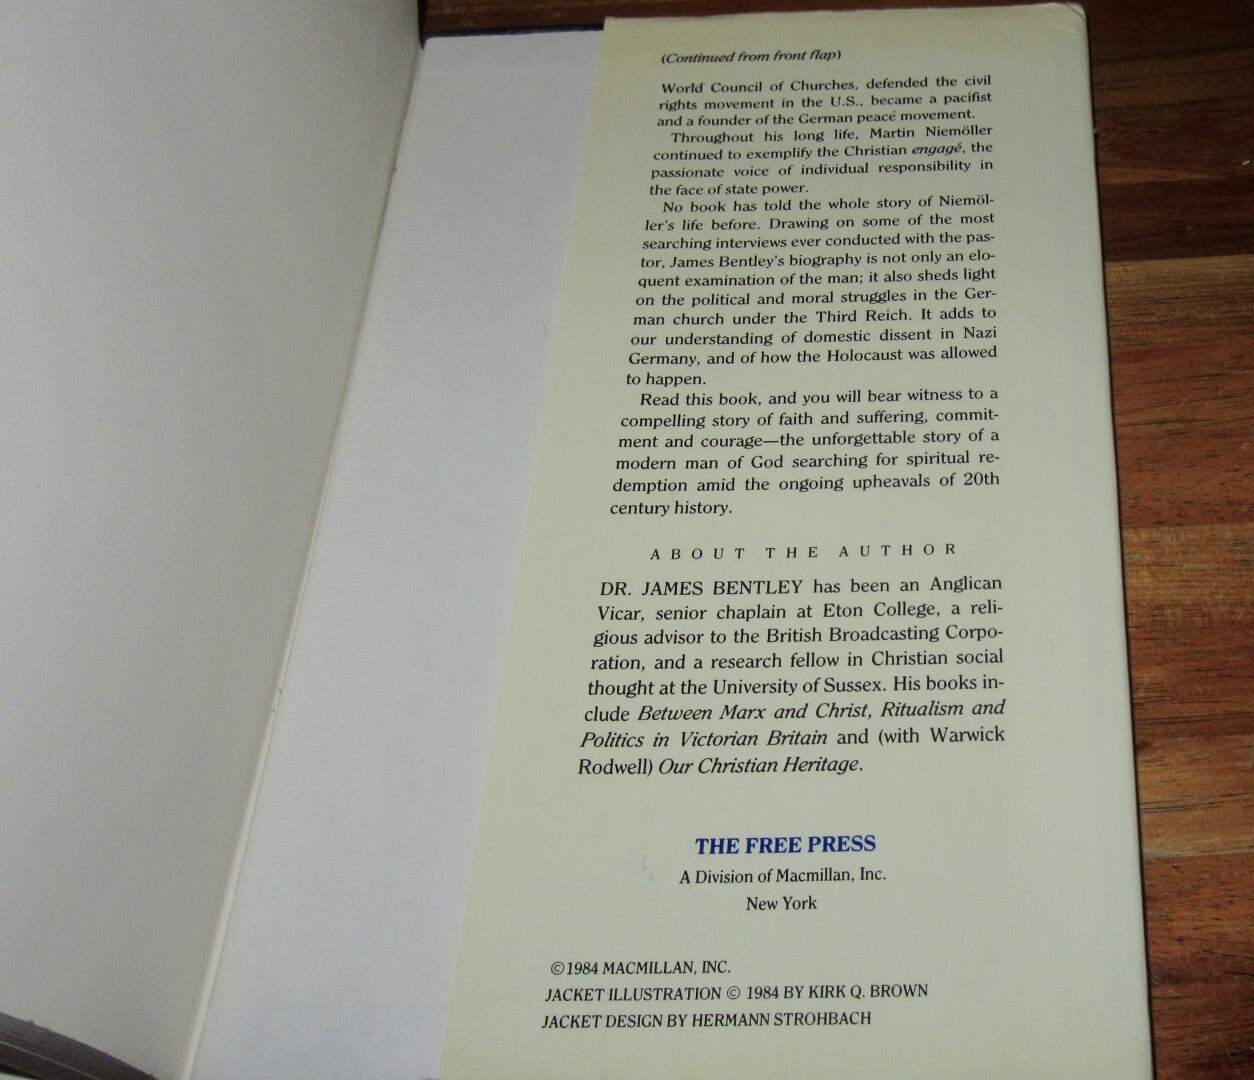 (Continued from front flap)
World Council of Churches, defended the civil
rights movement in the U.S., became a pacifist
and a founder of the German peace movement.
Throughout his long life, Martin Niemöller
continued to exemplify the Christian engagé, the
passionate voice of individual responsibility in
the face of state power.
No book has told the whole story of Niemöl-
ler's life before. Drawing on some of the most
searching interviews ever conducted with the pas-
tor, James Bentley's biography is not only an elo-
quent examination of the man; it also sheds light
on the political and moral struggles in the Ger-
man church under the Third Reich. It adds to
our understanding of domestic dissent in Nazi
Germany, and of how the Holocaust was allowed
to happen.
Read this book, and you will bear witness to a
compelling story of faith and suffering, commit-
ment and courage—the unforgettable story of a
modern man of God searching for spiritual re-
demption amid the ongoing upheavals of 20th
century history.
ABOUT THE AUTHOR
DR. JAMES BENTLEY has been an Anglican
Vicar, senior chaplain at Eton College, a reli-
gious advisor to the British Broadcasting Corpo-
ration, and a research fellow in Christian social
thought at the University of Sussex. His books in-
clude Between Marx and Christ, Ritualism and
Politics in Victorian Britain and (with Warwick
Rodwell) Our Christian Heritage.
THE FREE PRESS
A Division of Macmillan, Inc.
New York
©1984 MACMILLAN, INC.
JACKET ILLUSTRATION © 1984 BY KIRK Q. BROWN
JACKET DESIGN BY HERMANN STROHBACH